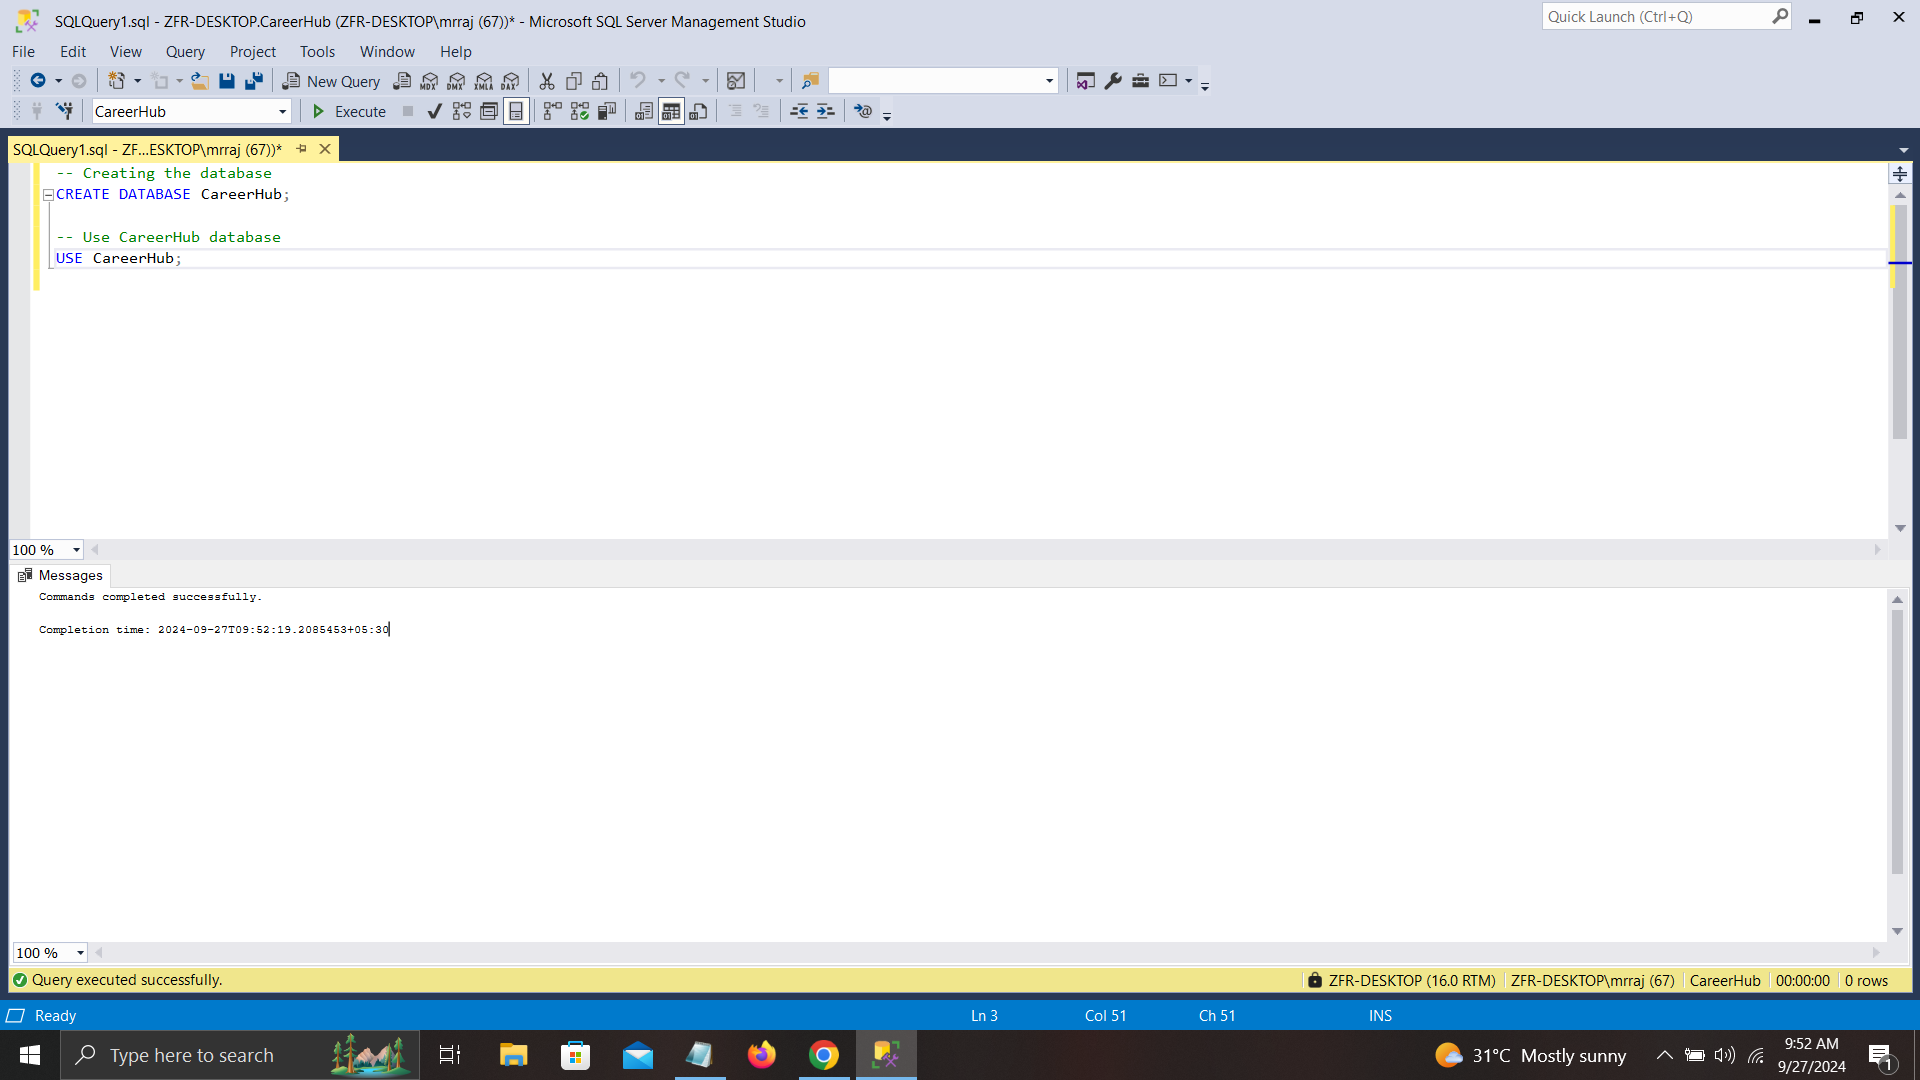 SQLQuery1.sql - ZFR-DESKTOP.CareerHub (ZFR-DESKTOP\mrraj (67))* - Microsoft SQL Server Management Studio
Quick Launch (Ctrl+Q)
File Edit View Query Project Tools Window Help
New Query MDX DMX XMLA DAX
CareerHub Execute
SQLQuery1.sql - ZF...ESKTOP\mrraj (67))*
-- Creating the database
CREATE DATABASE CareerHub;
-- Use CareerHub database
USE CareerHub;
100 %
Messages
Commands completed successfully.
Completion time: 2024-09-27T09:52:19.2085453+05:30
100 %
Query executed successfully. ZFR-DESKTOP (16.0 RTM) ZFR-DESKTOP\mrraj (67) CareerHub 00:00:00 0 rows
Ready Ln 3 Col 51 Ch 51 INS
Type here to search 31°C Mostly sunny 9:52 AM
9/27/2024 1